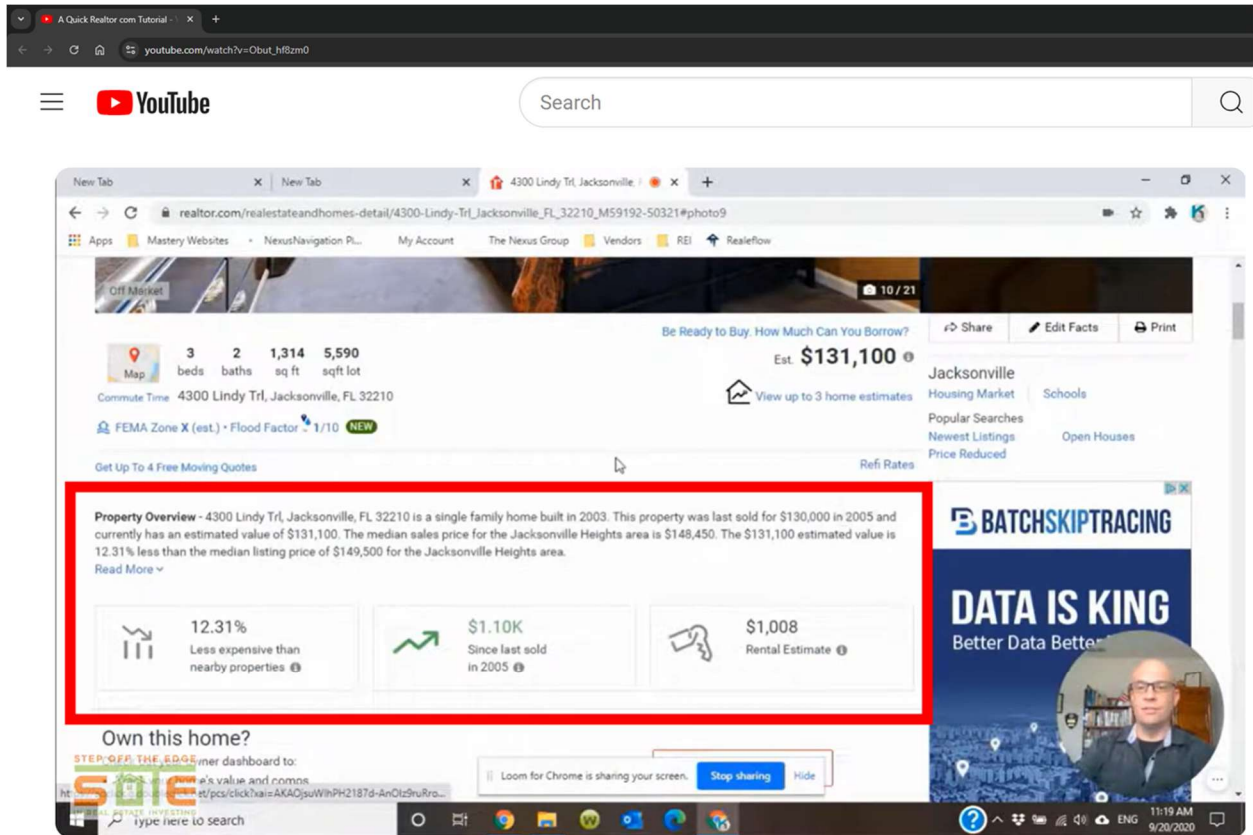 A Quick Realtor com Tutorial -
youtube.com/watch?v=Obut_hf8zm0
YouTube
Search
New Tab
New Tab
4300 Lindy Trl, Jacksonville,
realtor.com/realestateandhomes-detail/4300-Lindy-Trl_Jacksonville_FL_32210_M59192-50321#photo9
Apps Mastery Websites NexusNavigation Pi... My Account The Nexus Group Vendors REI Realeflow
Off Market
10 / 21
Be Ready to Buy. How Much Can You Borrow?
Share Edit Facts Print
3 2 1,314 5,590
Map beds baths sq ft sqft lot
Est. $131,100
Commute Time 4300 Lindy Trl, Jacksonville, FL 32210
View up to 3 home estimates
FEMA Zone X (est.) • Flood Factor 1/10 NEW
Get Up To 4 Free Moving Quotes
Refi Rates
Jacksonville
Housing Market Schools
Popular Searches
Newest Listings Open Houses
Price Reduced
Property Overview - 4300 Lindy Trl, Jacksonville, FL 32210 is a single family home built in 2003. This property was last sold for $130,000 in 2005 and
currently has an estimated value of $131,100. The median sales price for the Jacksonville Heights area is $148,450. The $131,100 estimated value is
12.31% less than the median listing price of $149,500 for the Jacksonville Heights area.
Read More
12.31%
Less expensive than
nearby properties
$1.10K
Since last sold
in 2005
$1,008
Rental Estimate
BATCHSKIPTRACING
DATA IS KING
Better Data Bette
Own this home?
STEP OFF THE EDGE
wner dashboard to:
SOTE
's value and comps
IN REAL ESTATE INVESTING
Loom for Chrome is sharing your screen. Stop sharing Hide
Type here to search
ENG
11:19 AM
9/20/2020